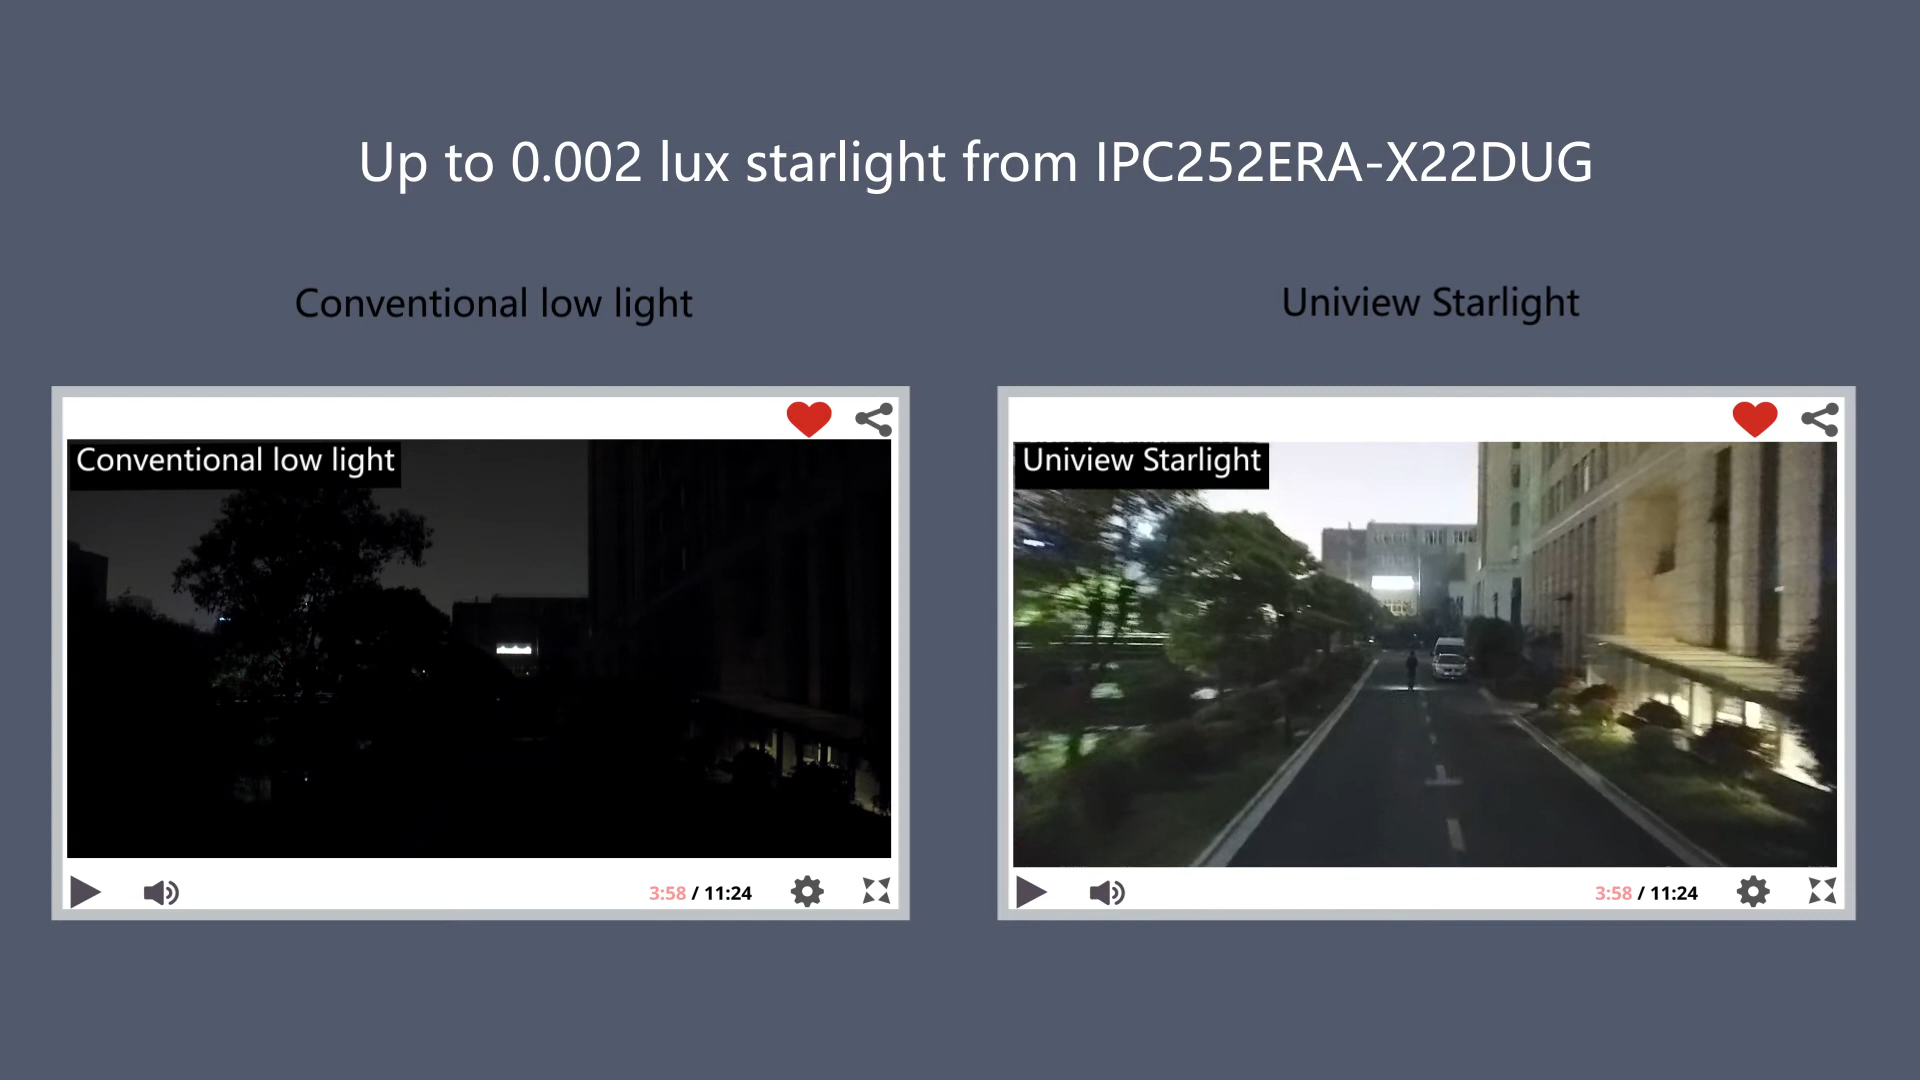 Up to 0.002 lux starlight from IPC252ERA-X22DUG
Conventional low light
Uniview Starlight
Conventional low light
3:58 / 11:24
Uniview Starlight
3:58 / 11:24